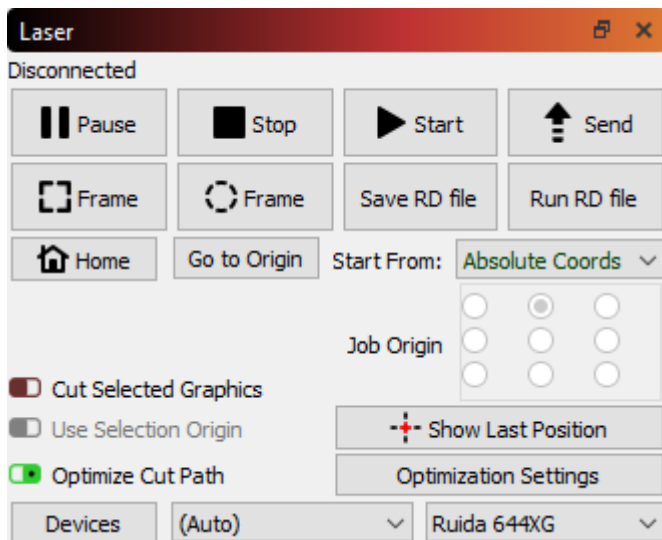 Laser
Disconnected
Pause Stop Start Send
Frame Frame Save RD file Run RD file
Home Go to Origin Start From: Absolute Coords
Job Origin
Cut Selected Graphics
Use Selection Origin Show Last Position
Optimize Cut Path Optimization Settings
Devices (Auto) Ruida 644XG